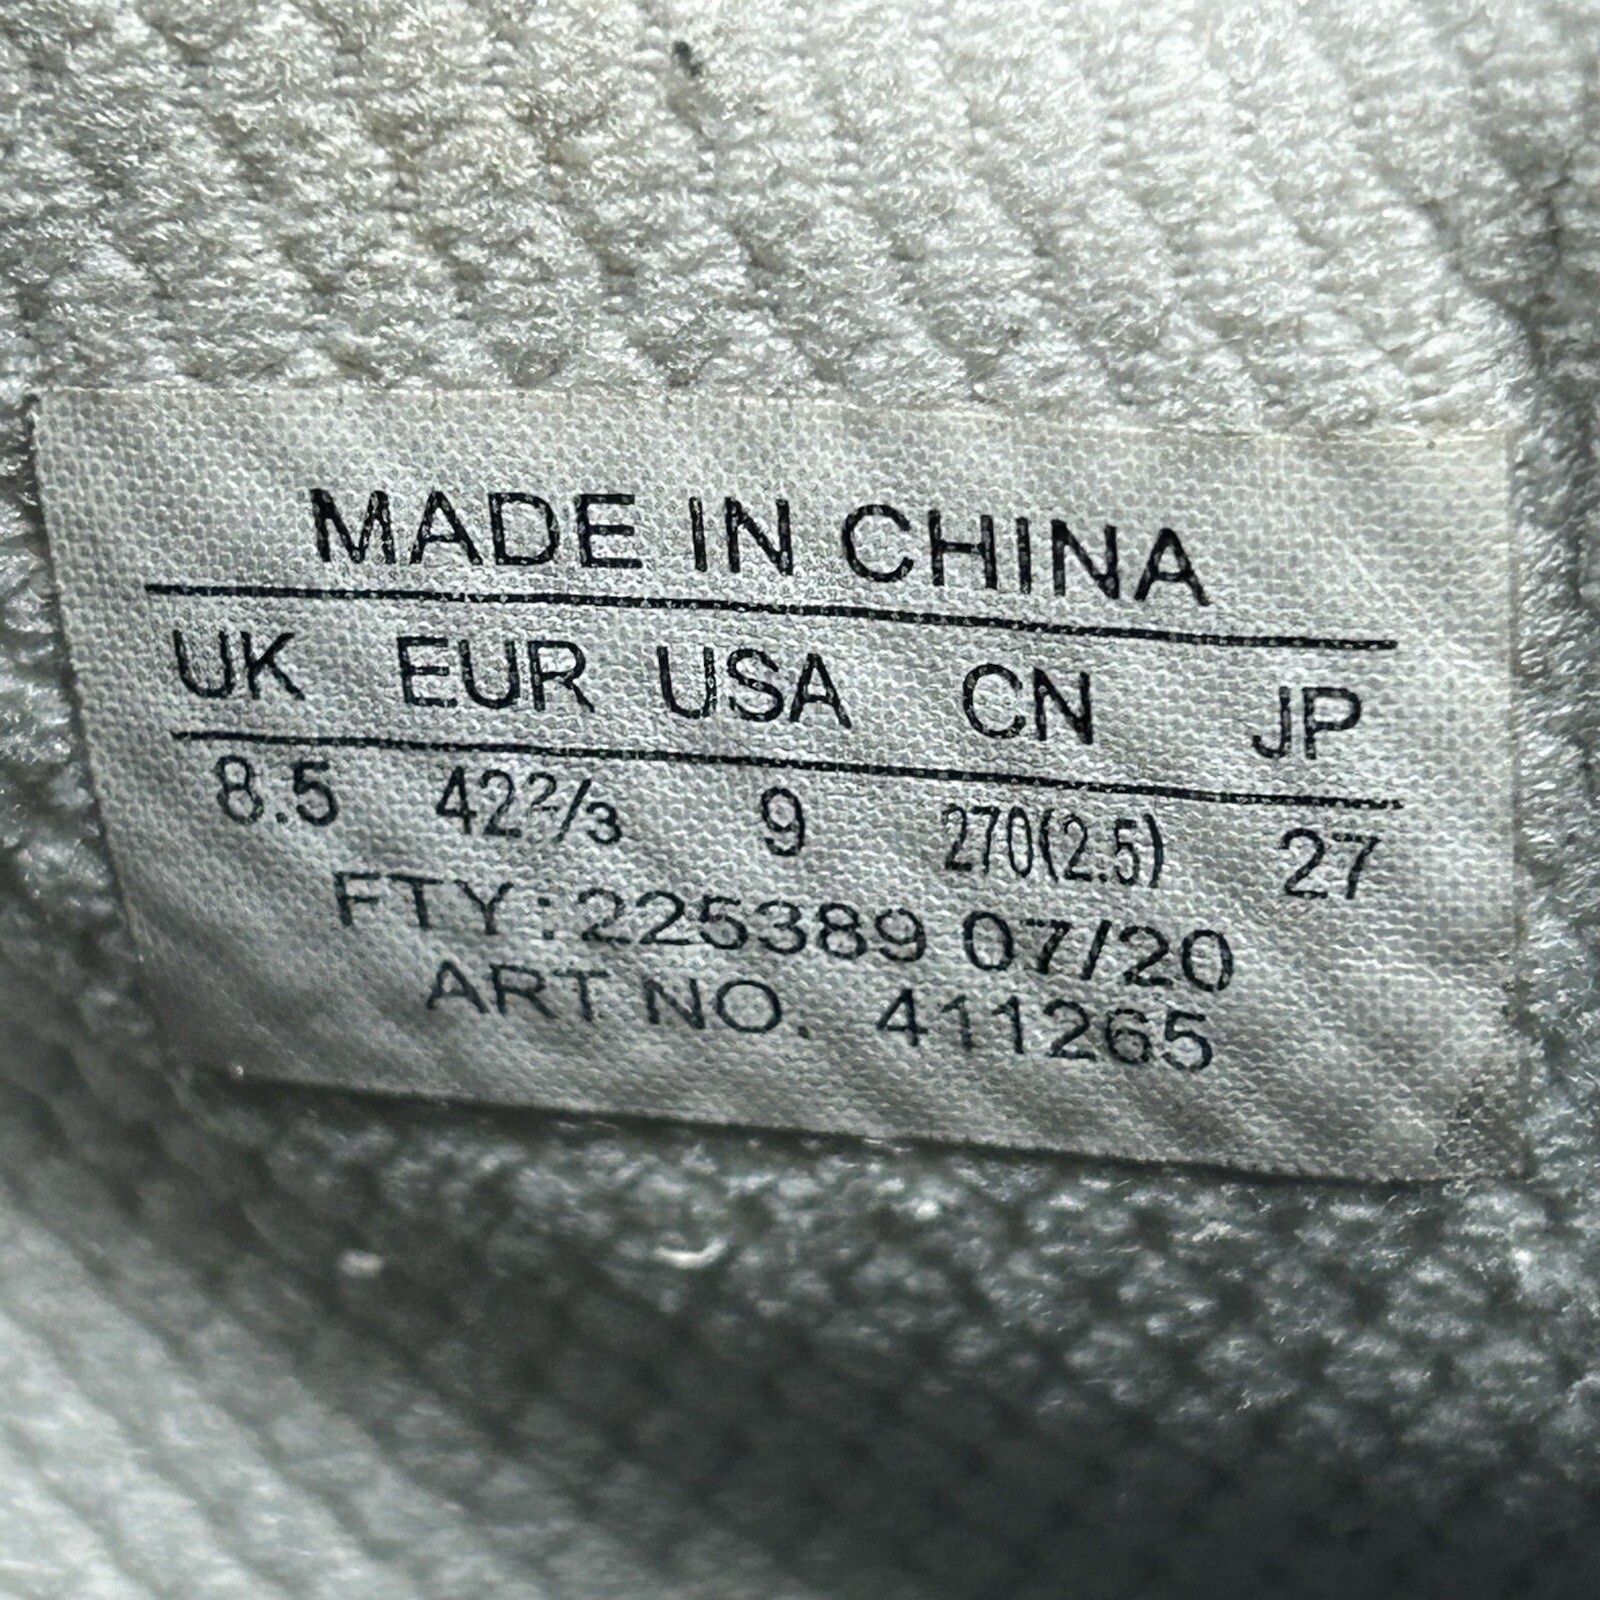 MADE IN CHINA
UK EUR USA CN JP
8.5 42⅔ 9 270(2.5) 27
FTY:225389 07/20
ART NO. 411265